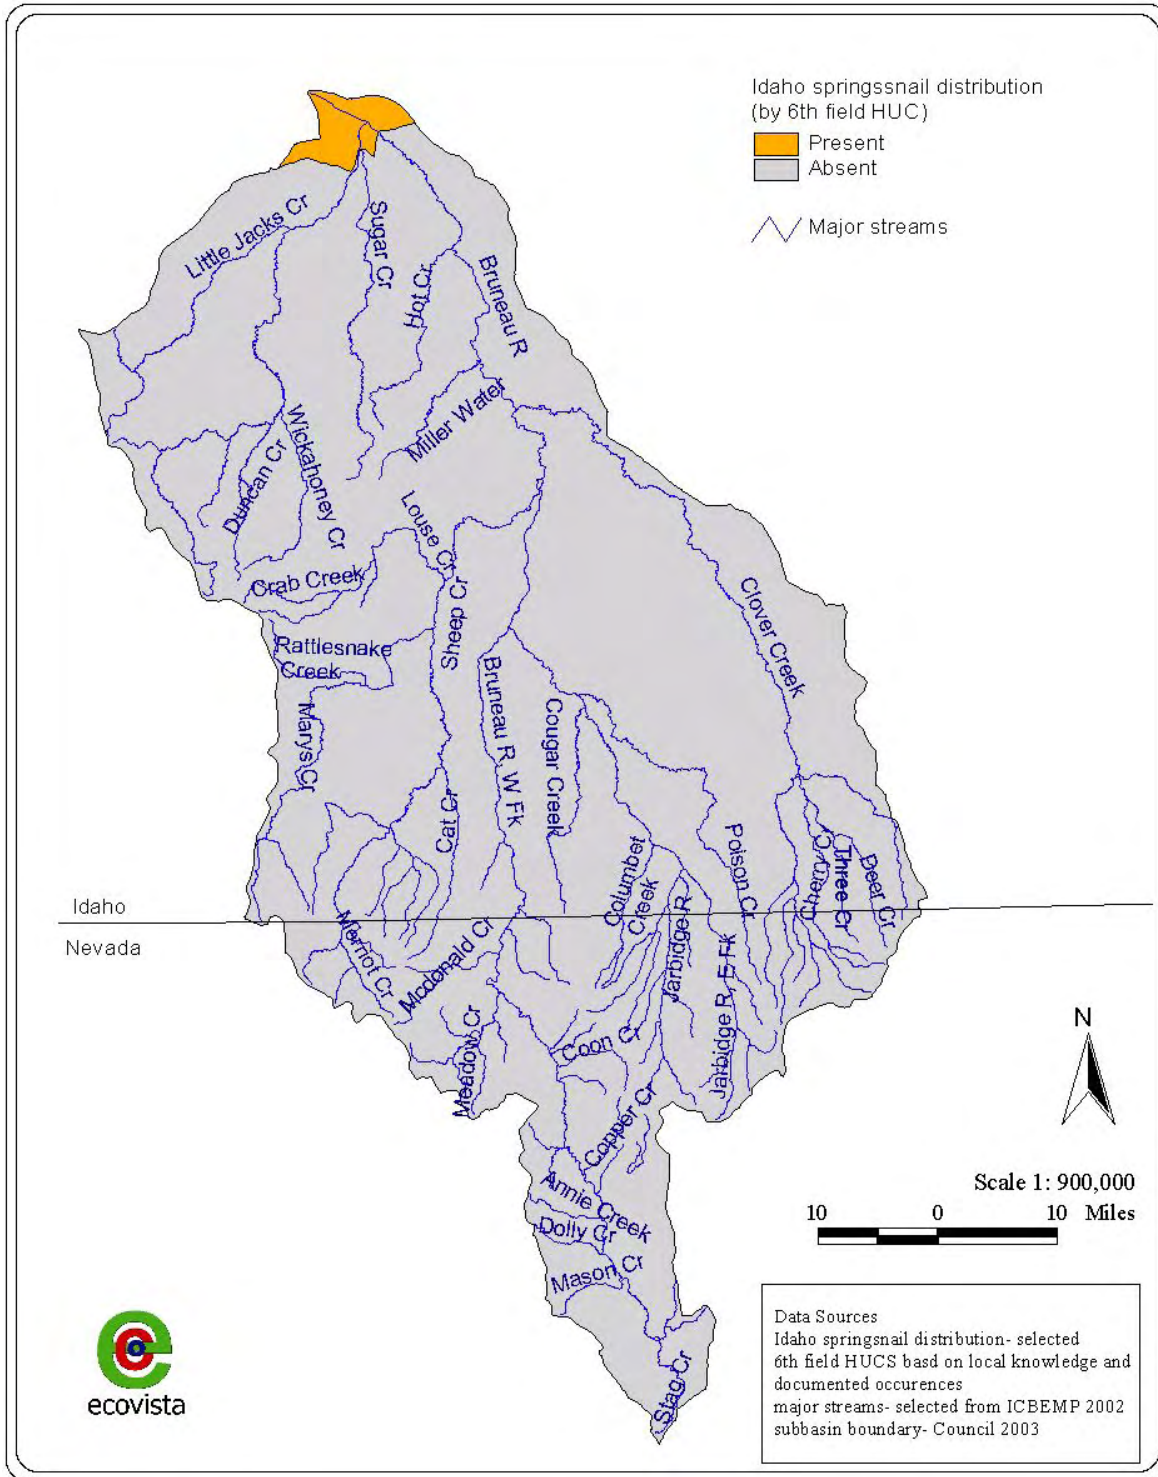 Idaho springssnail distribution
(by 6th field HUC)
Present
Absent
Major streams
Little Jacks Cr
Sugar Cr
Hot Cr
Bruneau R
Miller Water
Wickahoney Cr
Duncan Cr
Louse Cr
Crab Creek
Sheep Cr
Clover Creek
Rattlesnake
Creek
Marys Cr
Bruneau R, W Fk
Cougar Creek
Cat Cr
Columbet
Creek
Poison Cr
Cherry Cr
Three Cr
Deer Cr
Idaho
Nevada
Merriot Cr
Mcdonald Cr
Jarbidge R
Jarbidge R, E Fk
Meadow Cr
Coon Cr
Copper Cr
Annie Creek
Dolly Cr
Mason Cr
Stag Cr
N
Scale 1: 900,000
10 0 10 Miles
Data Sources
Idaho springsnail distribution- selected
6th field HUCS basd on local knowledge and
documented occurences
major streams- selected from ICBEMP 2002
subbasin boundary- Council 2003
ecovista